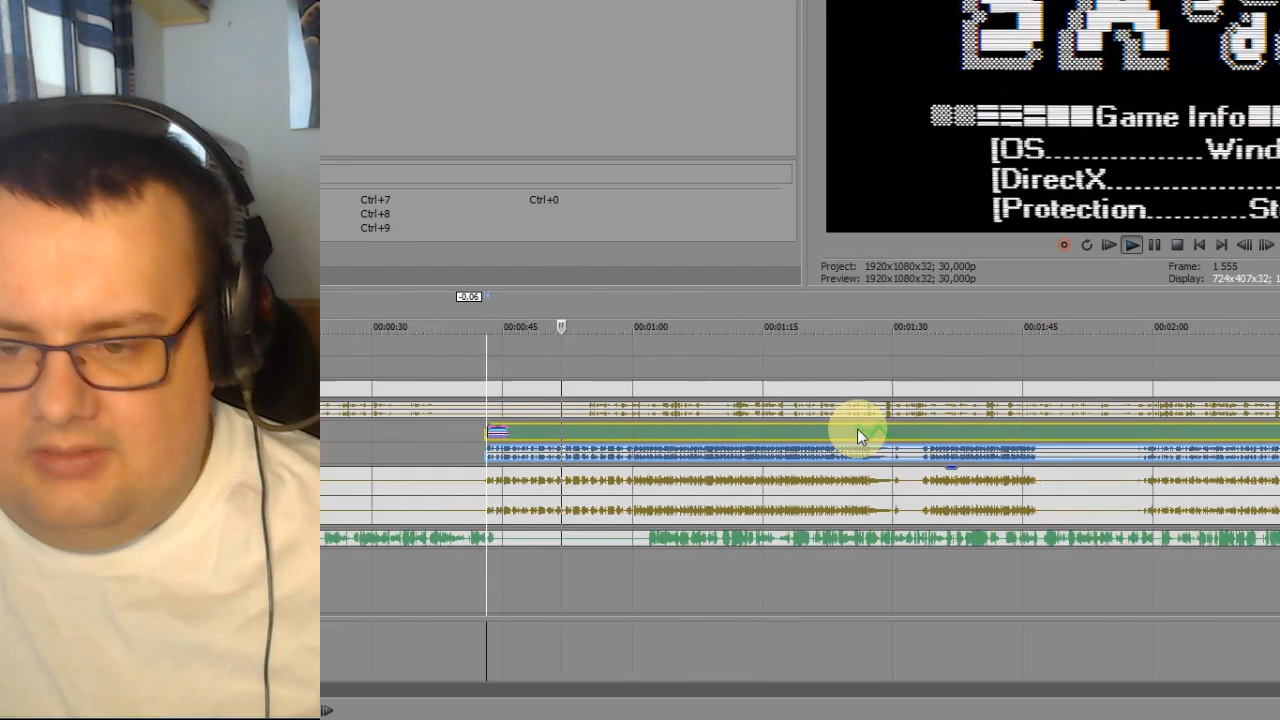 Game Info
[OS................ Wind
[DirectX
[Protection.......... St
Ctrl+7 Ctrl+0
Ctrl+8
Ctrl+9
Project: 1920x1080x32; 30,000p Frame: 1 555
Preview: 1920x1080x32; 30,000p Display: 724x407x32; 1
-0.06
00:00:30 00:00:45 00:01:00 00:01:15 00:01:30 00:01:45 00:02:00